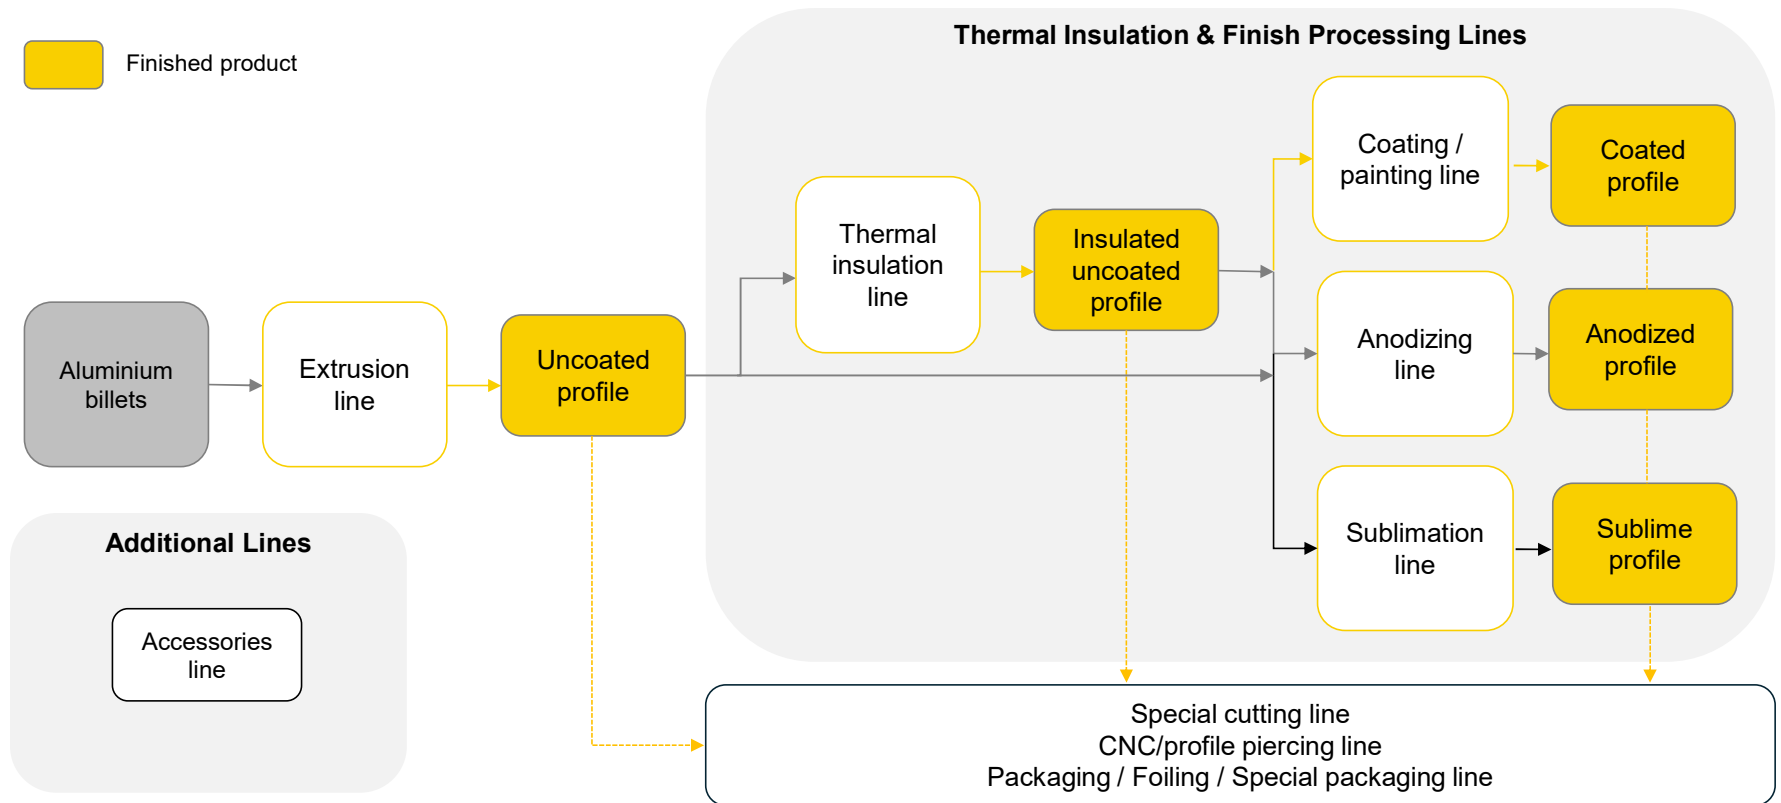 Finished product
Thermal Insulation & Finish Processing Lines
Coating /
painting line
Coated
profile
Thermal
insulation
line
Insulated
uncoated
profile
Aluminium
billets
Extrusion
line
Uncoated
profile
Anodizing
line
Anodized
profile
Sublimation
line
Sublime
profile
Additional Lines
Accessories
line
Special cutting line
CNC/profile piercing line
Packaging / Foiling / Special packaging line